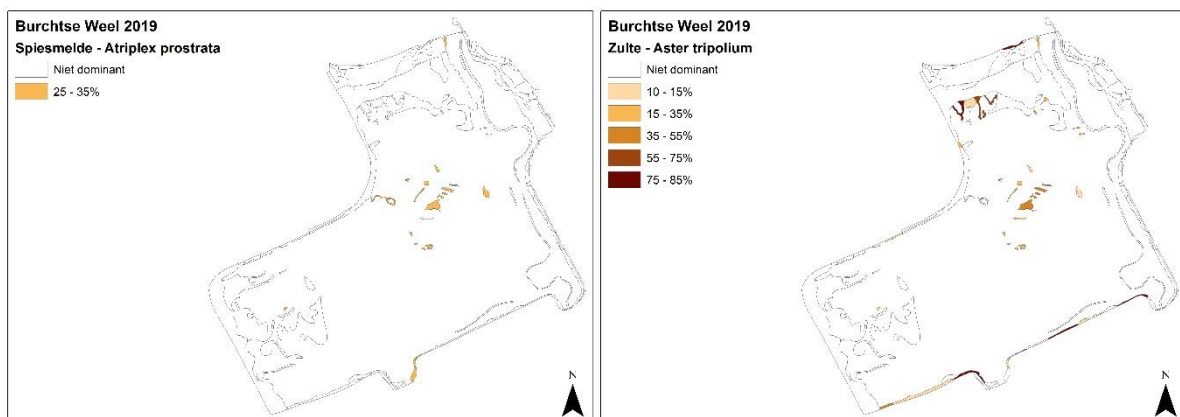 Burchtse Weel 2019
Spiesmelde - Atriplex prostrata
Niet dominant
25 - 35%
N
Burchtse Weel 2019
Zulte - Aster tripolium
Niet dominant
10 - 15%
15 - 35%
35 - 55%
55 - 75%
75 - 85%
N